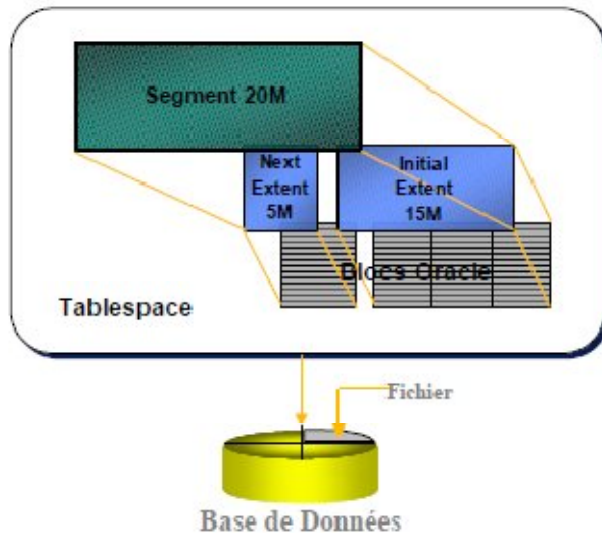 Segment 20M
Next
Extent
5M
Initial
Extent
15M
Blocs Oracle
Tablespace
Fichier
Base de Données